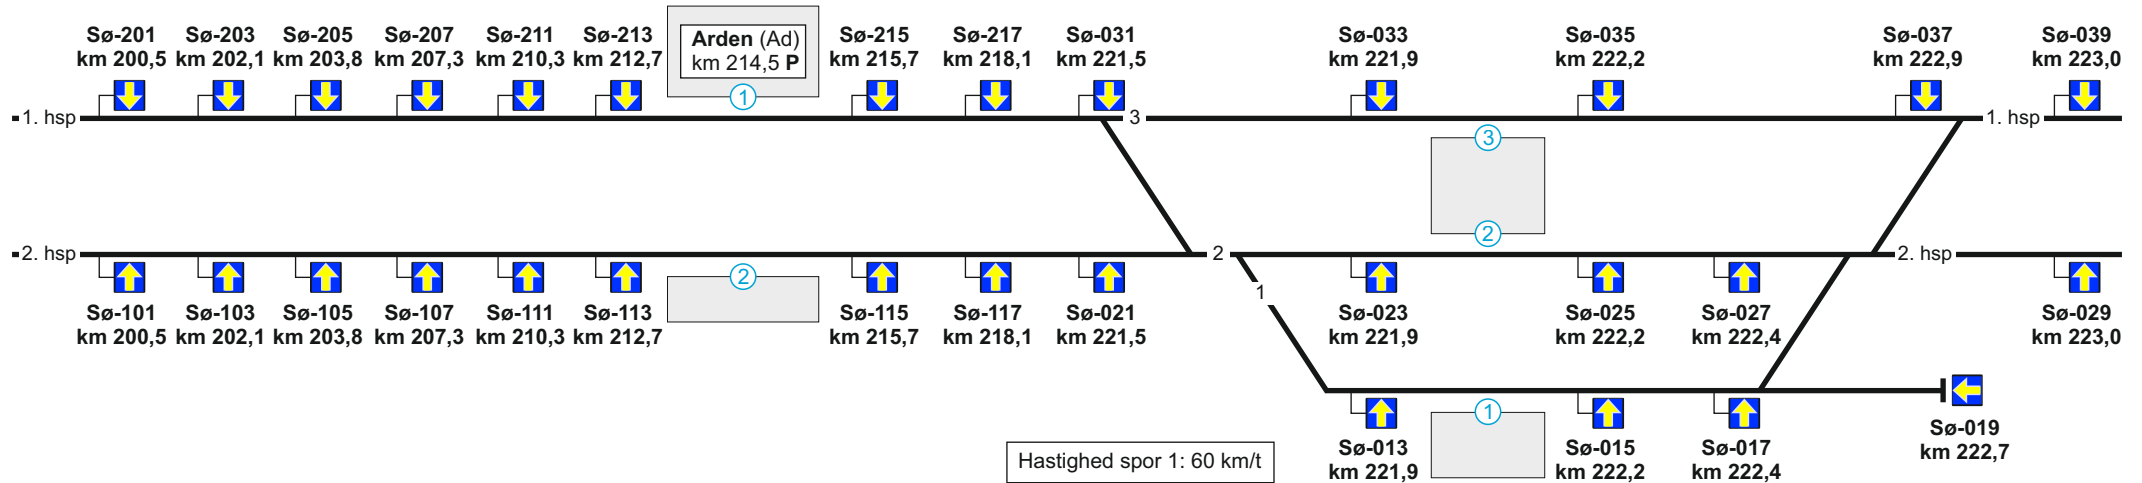 Sø-201
km 200,5
Sø-203
km 202,1
Sø-205
km 203,8
Sø-207
km 207,3
Sø-211
km 210,3
Sø-213
km 212,7
Arden (Ad)
km 214,5 P
1
Sø-215
km 215,7
Sø-217
km 218,1
Sø-031
km 221,5
Sø-033
km 221,9
Sø-035
km 222,2
Sø-037
km 222,9
Sø-039
km 223,0
1. hsp
3
1. hsp
3
2
2. hsp
2
2. hsp
Sø-101
km 200,5
Sø-103
km 202,1
Sø-105
km 203,8
Sø-107
km 207,3
Sø-111
km 210,3
Sø-113
km 212,7
2
Sø-115
km 215,7
Sø-117
km 218,1
Sø-021
km 221,5
1
Sø-023
km 221,9
Sø-025
km 222,2
Sø-027
km 222,4
Sø-029
km 223,0
1
Hastighed spor 1: 60 km/t
Sø-013
km 221,9
Sø-015
km 222,2
Sø-017
km 222,4
Sø-019
km 222,7